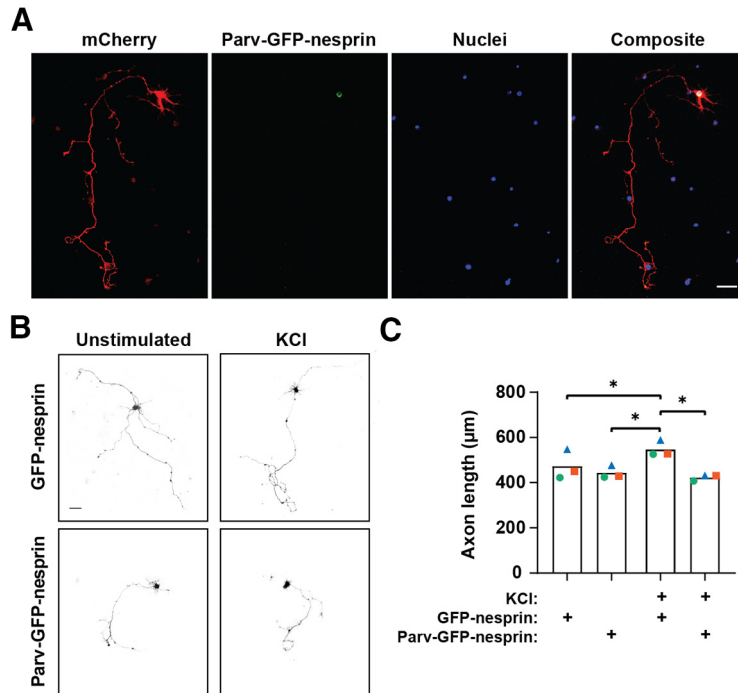 A
mCherry
Parv-GFP-nesprin
Nuclei
Composite
B
Unstimulated
KCl
GFP-nesprin
Parv-GFP-nesprin
C
Axon length (µm)
800
600
400
200
0
*
*
*
KCl: + +
GFP-nesprin: + +
Parv-GFP-nesprin: + +